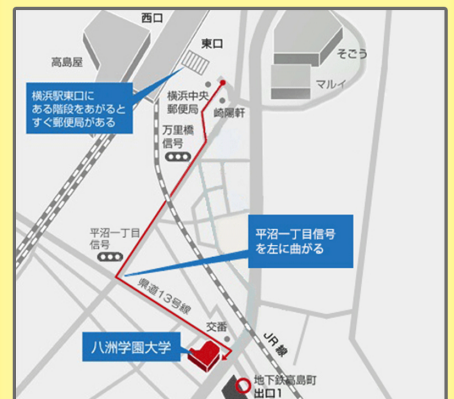 西口
東口
高島屋
そごう
マルイ
横浜駅東口に
ある階段をあがると
すぐ郵便局がある
横浜中央
郵便局
崎陽軒
万里橋
信号
平沼一丁目
信号
平沼一丁目信号
を左に曲がる
県道13号線
交番
八洲学園大学
JR線
地下鉄高島町
出口1